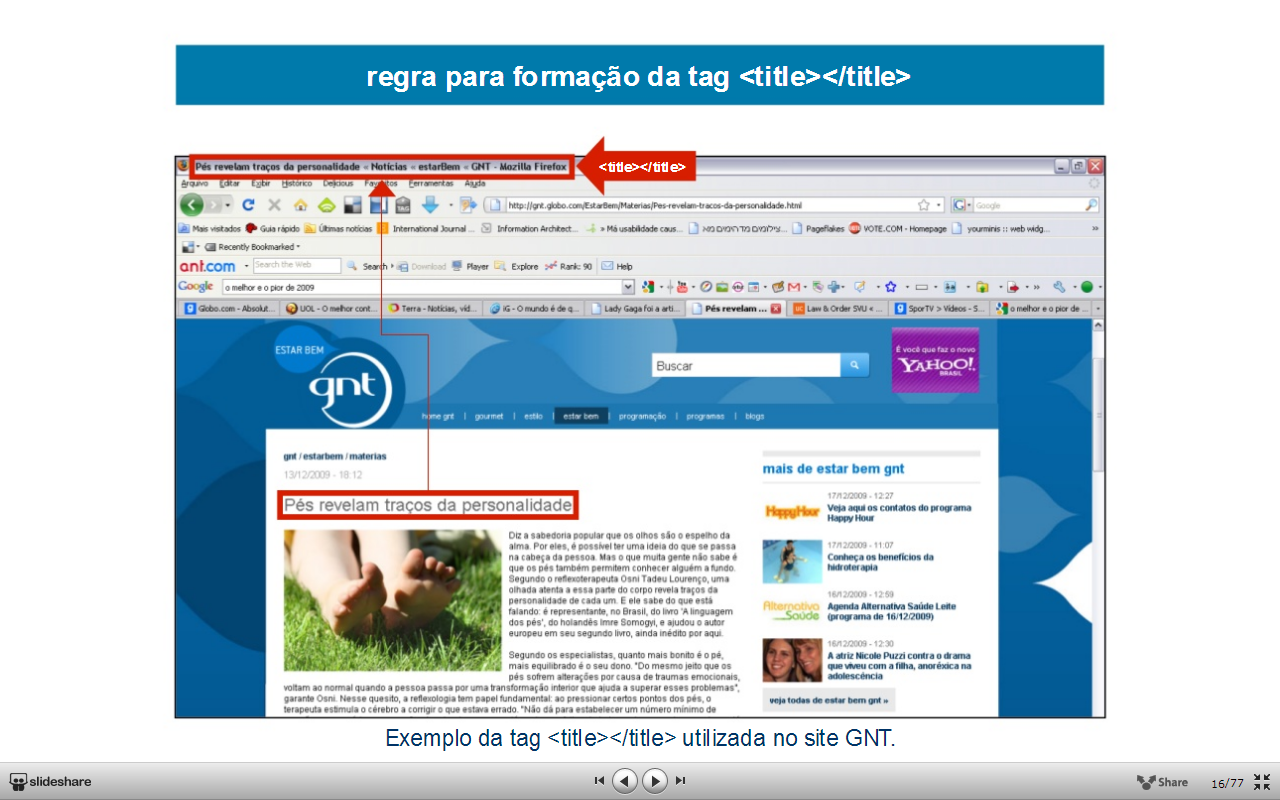 regra para formação da tag <title></title>
Pés revelam traços da personalidade « Notícias « estarBem « GNT - Mozilla Firefox
<title></title>
Arquivo Editar Exibir Histórico Delicious Favoritos Ferramentas Ajuda
http://gnt.globo.com/EstarBem/Materias/Pes-revelam-tracos-da-personalidade.html
Google
Mais visitados Guia rápido Últimas notícias International Journal ... Information Architect... » Má usabilidade caus... Pageflakes VOTE.COM - Homepage yourminis :: web widg... »
Recently Bookmarked
ant.com Search the Web Search Download Player Explore Rank: 90 Help
Google o melhor e o pior de 2009
Globo.com - Absolut... UOL - O melhor cont... Terra - Notícias, víd... iG - O mundo é de q... Lady Gaga foi a arti... Pés revelam ... Law & Order SVU « ... SporTV > Vídeos - S... o melhor e o pior de ...
ESTAR BEM
gnt
Buscar
É você que faz o novo
YAHOO!
BRASIL
home gnt | gourmet | estilo | estar bem | programação | programas | blogs
gnt / estarbem / materias
13/12/2009 - 18:12
Pés revelam traços da personalidade
Diz a sabedoria popular que os olhos são o espelho da
alma. Por eles, é possível ter uma ideia do que se passa
na cabeça da pessoa. Mas o que muita gente não sabe é
que os pés também permitem conhecer alguém a fundo.
Segundo o reflexoterapeuta Osni Tadeu Lourenço, uma
olhada atenta a essa parte do corpo revela traços da
personalidade de cada um. E ele sabe do que está
falando: é representante, no Brasil, do livro 'A linguagem
dos pés', do holandês Imre Somogyi, e ajudou o autor
europeu em seu segundo livro, ainda inédito por aqui.
Segundo os especialistas, quanto mais bonito é o pé,
mais equilibrado é o seu dono. "Do mesmo jeito que os
pés sofrem alterações por causa de traumas emocionais,
voltam ao normal quando a pessoa passa por uma transformação interior que ajuda a superar esses problemas",
garante Osni. Nesse quesito, a reflexologia tem papel fundamental: ao pressionar certos pontos dos pés, o
terapeuta estimula o cérebro a corrigir o que estava errado. "Não dá para estabelecer um número mínimo de
mais de estar bem gnt
Happy Hour
17/12/2009 - 12:27
Veja aqui os contatos do programa
Happy Hour
17/12/2009 - 11:07
Conheça os benefícios da
hidroterapia
Alternativa
Saúde
16/12/2009 - 12:59
Agenda Alternativa Saúde Leite
(programa de 16/12/2009)
16/12/2009 - 12:30
A atriz Nicole Puzzi contra o drama
que viveu com a filha, anoréxica na
adolescência
veja todas de estar bem gnt »
Exemplo da tag <title></title> utilizada no site GNT.
slideshare
Share
16/77